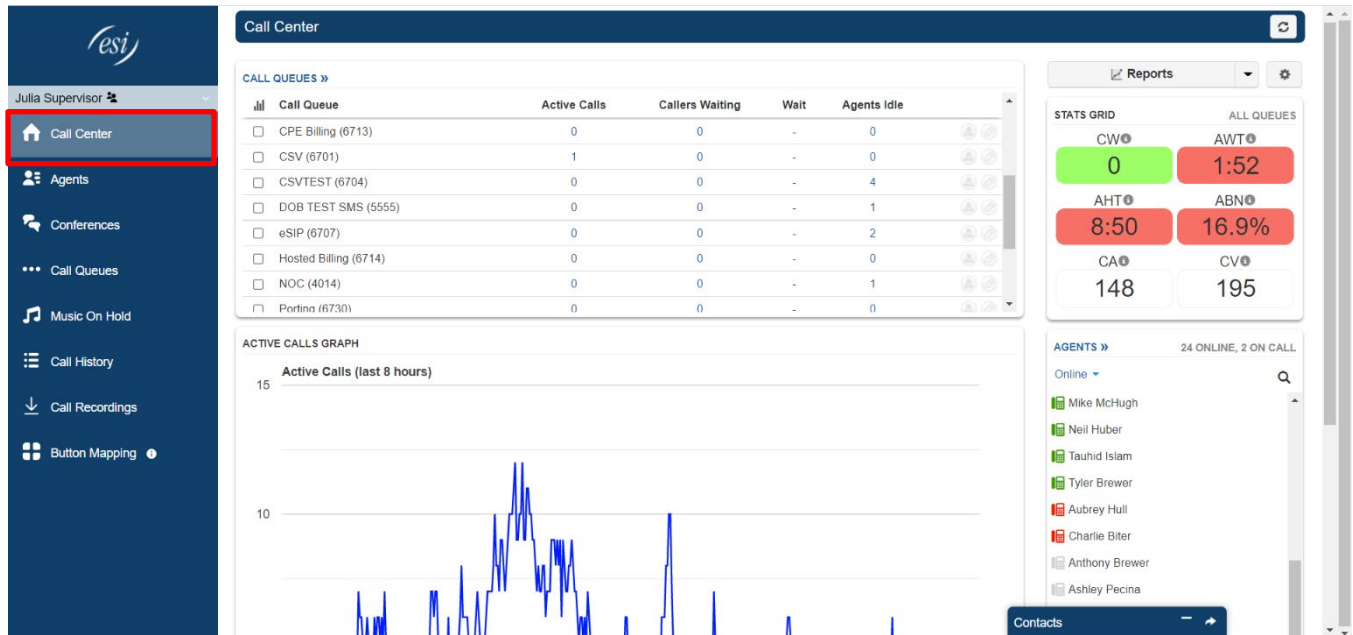 esi
Call Center
Julia Supervisor
Call Center
Agents
Conferences
Call Queues
Music On Hold
Call History
Call Recordings
Button Mapping
CALL QUEUES »
Call Queue Active Calls Callers Waiting Wait Agents Idle
CPE Billing (6713) 0 0 - 0
CSV (6701) 1 0 - 0
CSVTEST (6704) 0 0 - 4
DOB TEST SMS (5555) 0 0 - 1
eSIP (6707) 0 0 - 2
Hosted Billing (6714) 0 0 - 0
NOC (4014) 0 0 - 1
Porting (6730) 0 0 - 0
ACTIVE CALLS GRAPH
Active Calls (last 8 hours)
15
10
Reports
STATS GRID ALL QUEUES
CW AWT
0 1:52
AHT ABN
8:50 16.9%
CA CV
148 195
AGENTS » 24 ONLINE, 2 ON CALL
Online
Mike McHugh
Neil Huber
Tauhid Islam
Tyler Brewer
Aubrey Hull
Charlie Biter
Anthony Brewer
Ashley Pecina
Contacts